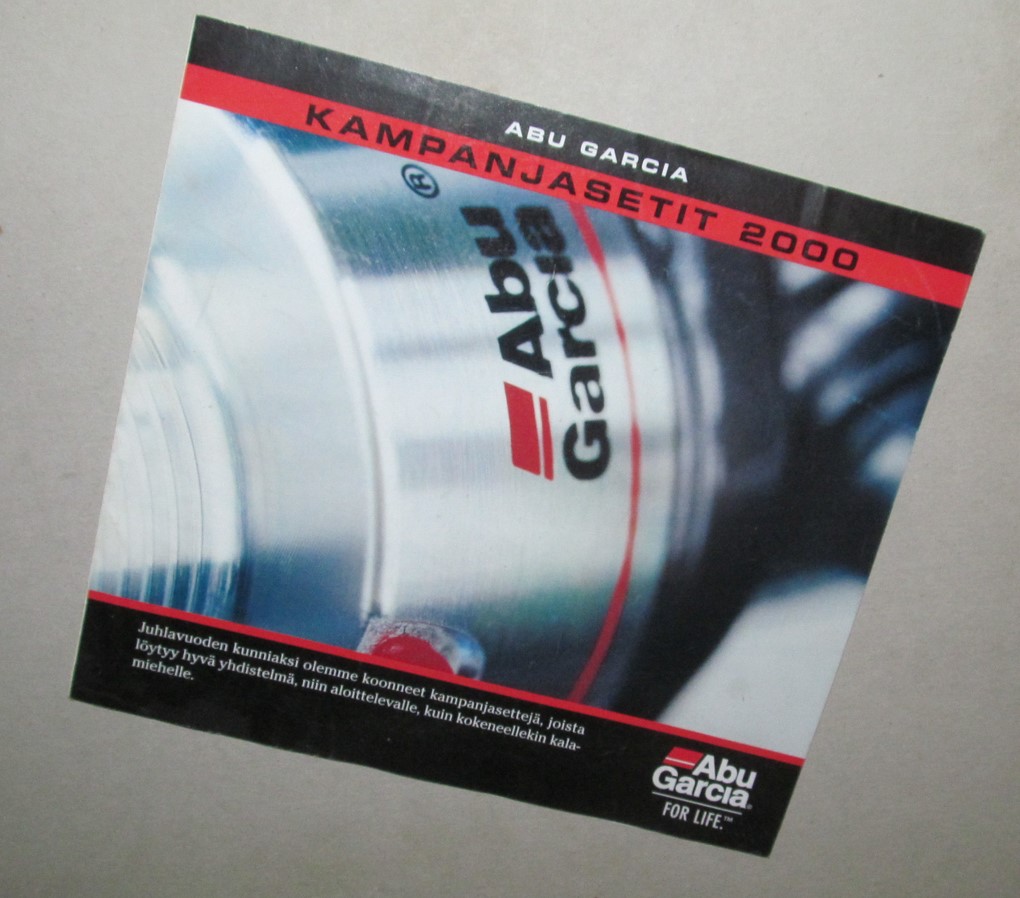 ABU GARCIA
KAMPANJASETIT 2000
®
Abu
Garcia
Juhlavuoden kunniaksi olemme koonneet kampanjasettejä, joista
löytyy hyvä yhdistelmä, niin aloittelevalle, kuin kokeneellekin kala-
miehelle.
Abu
Garcia®
FOR LIFE.™